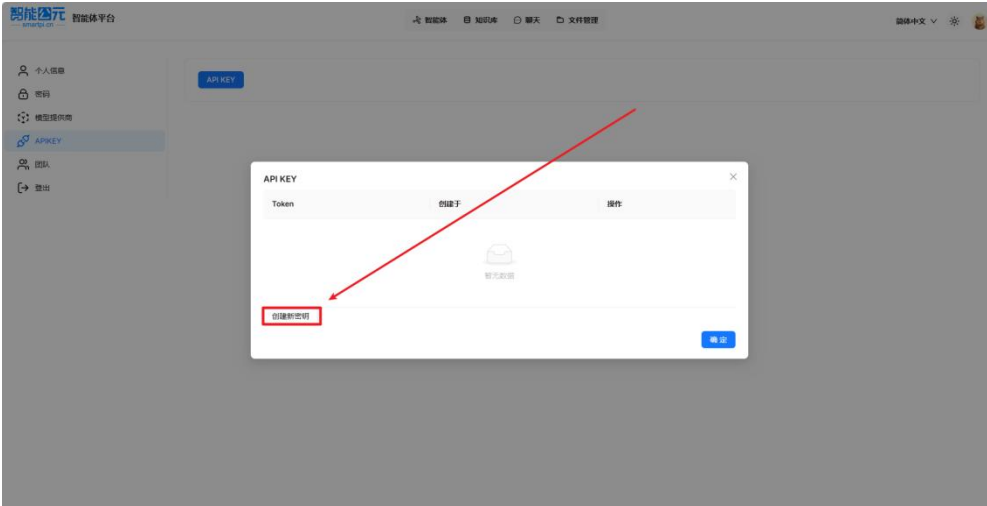 智能公元 智能体平台
smartpi.cn
智能体 知识库 聊天 文件管理
简体中文
个人信息
密码
模型提供商
APIKEY
团队
登出
API KEY
API KEY
Token 创建于 操作
暂无数据
创建新密钥
确定